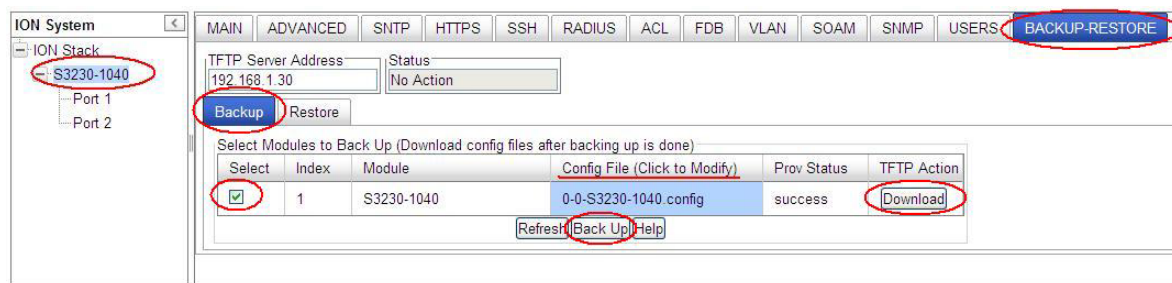 ION System <
ION Stack
S3230-1040
Port 1
Port 2
MAIN ADVANCED SNTP HTTPS SSH RADIUS ACL FDB VLAN SOAM SNMP USERS BACKUP-RESTORE
TFTP Server Address Status
192.168.1.30 No Action
Backup Restore
Select Modules to Back Up (Download config files after backing up is done)
Select Index Module Config File (Click to Modify) Prov Status TFTP Action
1 S3230-1040 0-0-S3230-1040.config success Download
Refresh Back Up Help